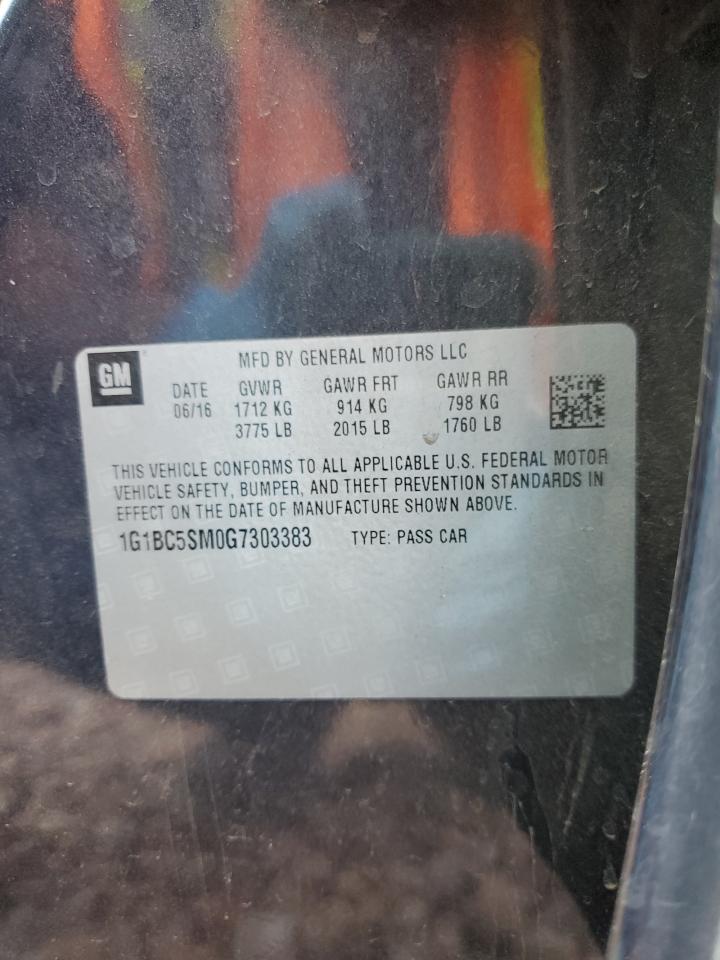 GM
MFD BY GENERAL MOTORS LLC
DATE GVWR GAWR FRT GAWR RR
06/16 1712 KG 914 KG 798 KG
3775 LB 2015 LB 1760 LB
THIS VEHICLE CONFORMS TO ALL APPLICABLE U.S. FEDERAL MOTOR
VEHICLE SAFETY, BUMPER, AND THEFT PREVENTION STANDARDS IN
EFFECT ON THE DATE OF MANUFACTURE SHOWN ABOVE.
1G1BC5SM0G7303383 TYPE: PASS CAR